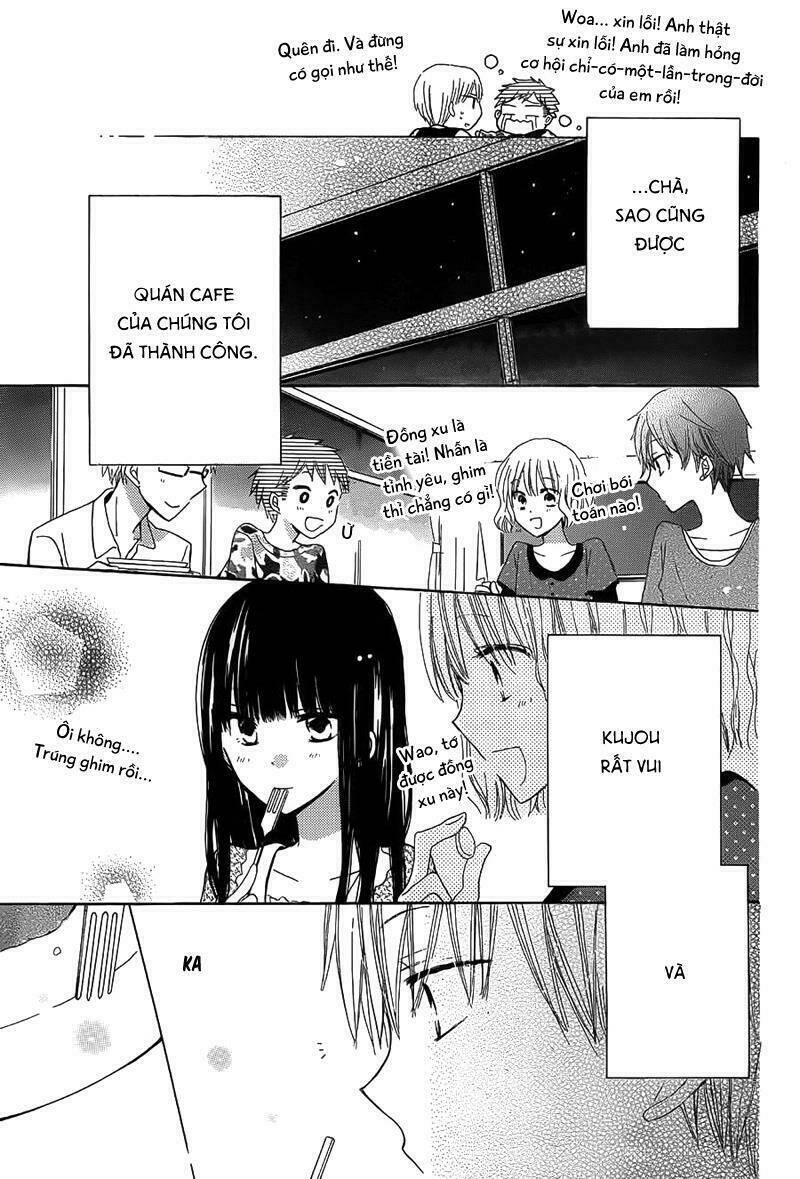 Woa... xin lỗi! Anh thật
sự xin lỗi! Anh đã làm hỏng
cơ hội chỉ-có-một-lần-trong-đời
của em rồi!
Quên đi. Và đừng
có gọi như thế!
...CHÀ,
SAO CŨNG
ĐƯỢC
QUÁN CAFE
CỦA CHÚNG TÔI
ĐÃ THÀNH CÔNG.
Chơi bói
toán nào!
Đồng xu là
tiền tài! Nhẫn là
tình yêu, ghim
thì chẳng có gì!
Ử
KUJOU
RẤT VUI
Wao, tớ
được đồng
xu này!
Ôi không....
Trúng ghim rồi...
VÀ
KA